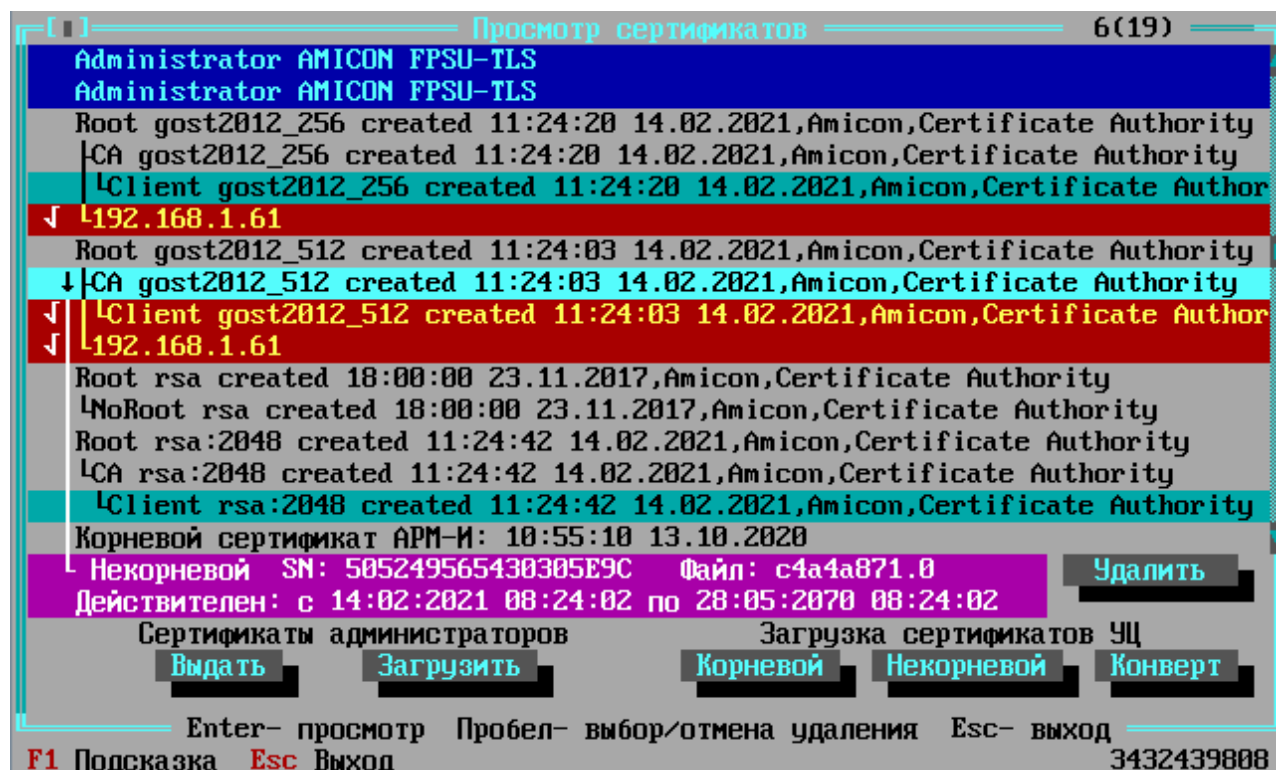 [ ] Просмотр сертификатов 6(19)
Administrator AMICON FPSU-TLS
Administrator AMICON FPSU-TLS
Root gost2012_256 created 11:24:20 14.02.2021,Amicon,Certificate Authority
CA gost2012_256 created 11:24:20 14.02.2021,Amicon,Certificate Authority
Client gost2012_256 created 11:24:20 14.02.2021,Amicon,Certificate Author
√ 192.168.1.61
Root gost2012_512 created 11:24:03 14.02.2021,Amicon,Certificate Authority
↓ CA gost2012_512 created 11:24:03 14.02.2021,Amicon,Certificate Authority
√ Client gost2012_512 created 11:24:03 14.02.2021,Amicon,Certificate Author
√ 192.168.1.61
Root rsa created 18:00:00 23.11.2017,Amicon,Certificate Authority
NoRoot rsa created 18:00:00 23.11.2017,Amicon,Certificate Authority
Root rsa:2048 created 11:24:42 14.02.2021,Amicon,Certificate Authority
CA rsa:2048 created 11:24:42 14.02.2021,Amicon,Certificate Authority
Client rsa:2048 created 11:24:42 14.02.2021,Amicon,Certificate Authority
Корневой сертификат АРМ-И: 10:55:10 13.10.2020
Некорневой SN: 505249565430305E9C Файл: c4a4a871.0 Удалить
Действителен: с 14:02:2021 08:24:02 по 28:05:2070 08:24:02
Сертификаты администраторов Загрузка сертификатов УЦ
Выдать Загрузить Корневой Некорневой Конверт
Enter- просмотр Пробел- выбор/отмена удаления Esc- выход
F1 Подсказка Esc Выход 3432439808